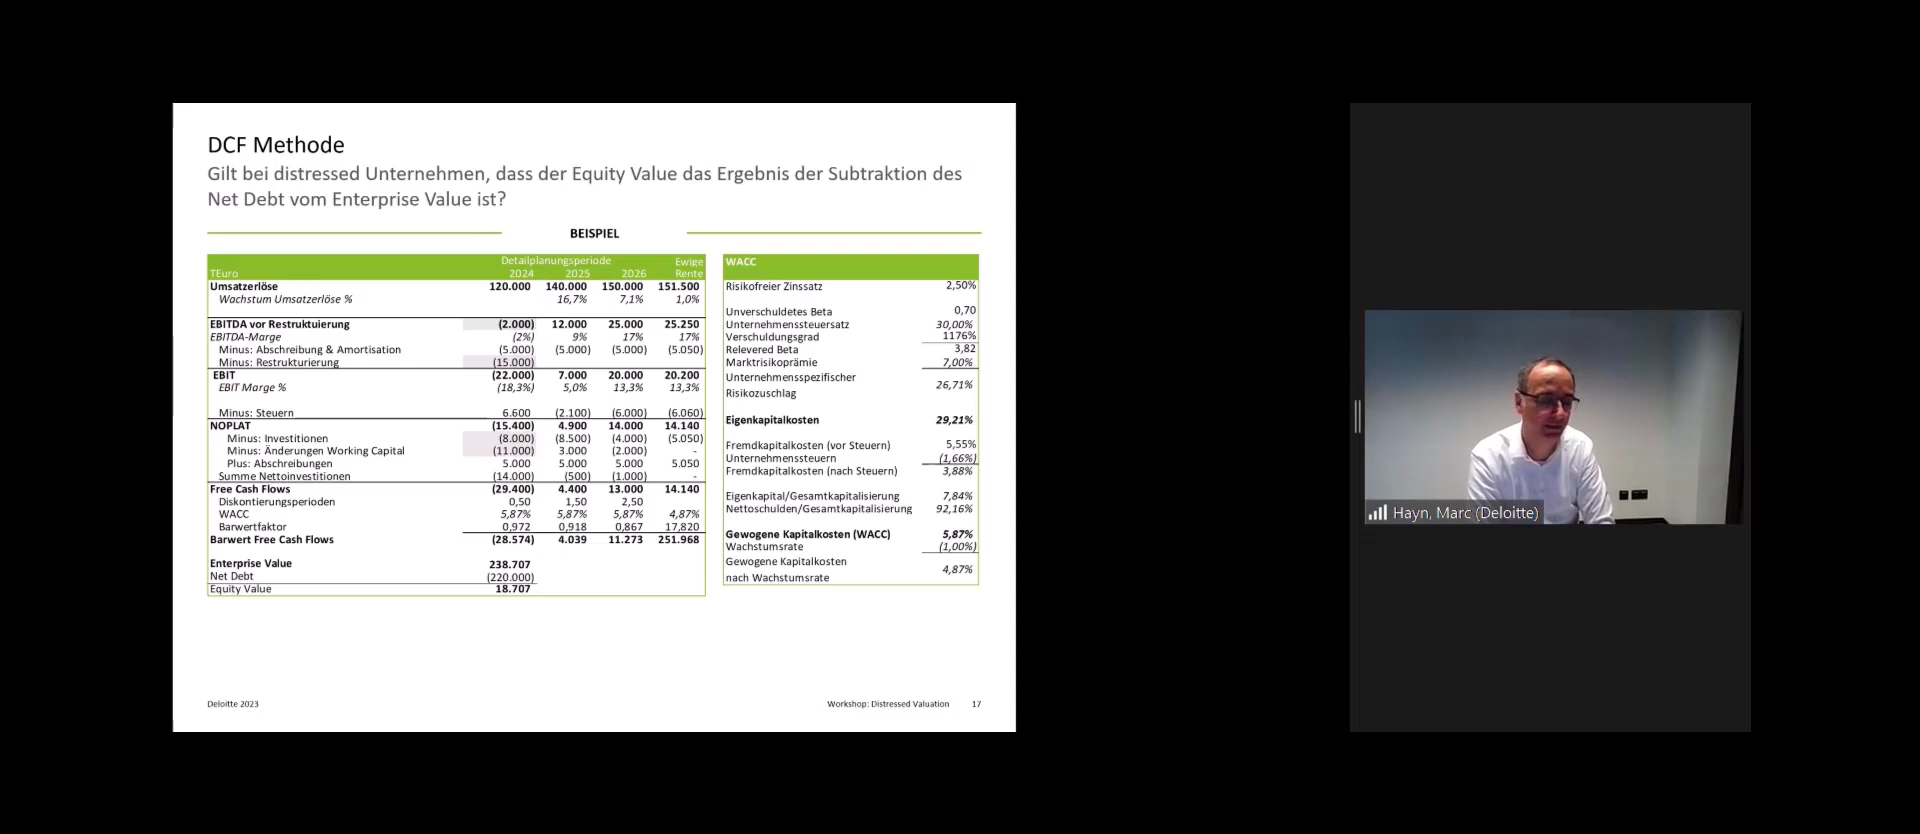 DCF Methode
Gilt bei distressed Unternehmen, dass der Equity Value das Ergebnis der Subtraktion des
Net Debt vom Enterprise Value ist?
BEISPIEL
Detailplanungsperiode Ewige
TEuro 2024 2025 2026 Rente
Umsatzerlöse 120.000 140.000 150.000 151.500
Wachstum Umsatzerlöse % 16,7% 7,1% 1,0%
EBITDA vor Restruktuierung (2.000) 12.000 25.000 25.250
EBITDA-Marge (2%) 9% 17% 17%
Minus: Abschreibung & Amortisation (5.000) (5.000) (5.000) (5.050)
Minus: Restrukturierung (15.000)
EBIT (22.000) 7.000 20.000 20.200
EBIT Marge % (18,3%) 5,0% 13,3% 13,3%
Minus: Steuern 6.600 (2.100) (6.000) (6.060)
NOPLAT (15.400) 4.900 14.000 14.140
Minus: Investitionen (8.000) (8.500) (4.000) (5.050)
Minus: Änderungen Working Capital (11.000) 3.000 (2.000) -
Plus: Abschreibungen 5.000 5.000 5.000 5.050
Summe Nettoinvestitionen (14.000) (500) (1.000) -
Free Cash Flows (29.400) 4.400 13.000 14.140
Diskontierungsperioden 0,50 1,50 2,50
WACC 5,87% 5,87% 5,87% 4,87%
Barwertfaktor 0,972 0,918 0,867 17,820
Barwert Free Cash Flows (28.574) 4.039 11.273 251.968
Enterprise Value 238.707
Net Debt (220.000)
Equity Value 18.707
WACC
Risikofreier Zinssatz 2,50%
Unverschuldetes Beta 0,70
Unternehmenssteuersatz 30,00%
Verschuldungsgrad 1176%
Relevered Beta 3,82
Marktrisikoprämie 7,00%
Unternehmensspezifischer
Risikozuschlag 26,71%
Eigenkapitalkosten 29,21%
Fremdkapitalkosten (vor Steuern) 5,55%
Unternehmenssteuern (1,66%)
Fremdkapitalkosten (nach Steuern) 3,88%
Eigenkapital/Gesamtkapitalisierung 7,84%
Nettoschulden/Gesamtkapitalisierung 92,16%
Gewogene Kapitalkosten (WACC) 5,87%
Wachstumsrate (1,00%)
Gewogene Kapitalkosten
nach Wachstumsrate 4,87%
Deloitte 2023
Workshop: Distressed Valuation 17
Hayn, Marc (Deloitte)